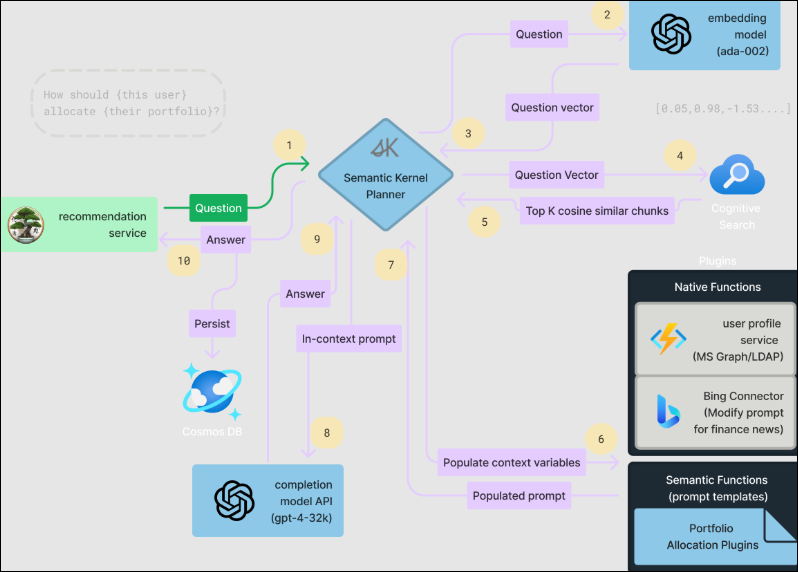 2
embedding
model
(ada-002)
Question
How should {this user}
allocate {their portfolio}?
Question vector
[0.05,0.98,-1.53....]
3
1
SK
Semantic Kernel
Planner
4
Question Vector
Cognitive
Search
Question
recommendation
service
Top K cosine similar chunks
5
Answer
9
10
7
Plugins
Native Functions
Answer
Persist
user profile
service
(MS Graph/LDAP)
In-context prompt
Bing Connector
(Modify prompt
for finance news)
Cosmos DB
8
6
Populate context variables
completion
model API
(gpt-4-32k)
Populated prompt
Semantic Functions
(prompt templates)
Portfolio
Allocation Plugins